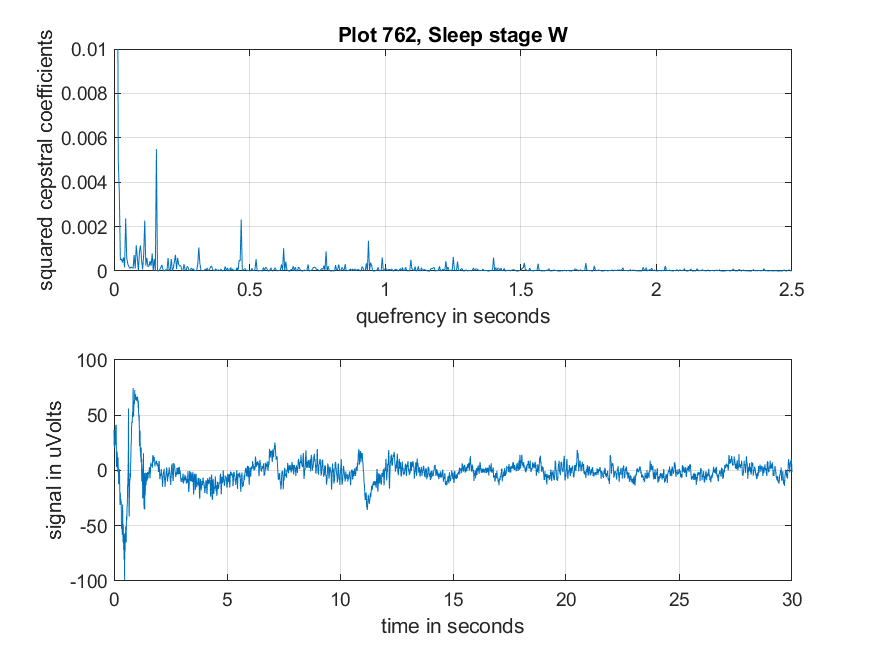 Plot 762, Sleep stage W
squared cepstral coefficients
0.01
0.008
0.006
0.004
0.002
0
0 0.5 1 1.5 2 2.5
quefrency in seconds
signal in uVolts
100
50
0
-50
-100
0 5 10 15 20 25 30
time in seconds